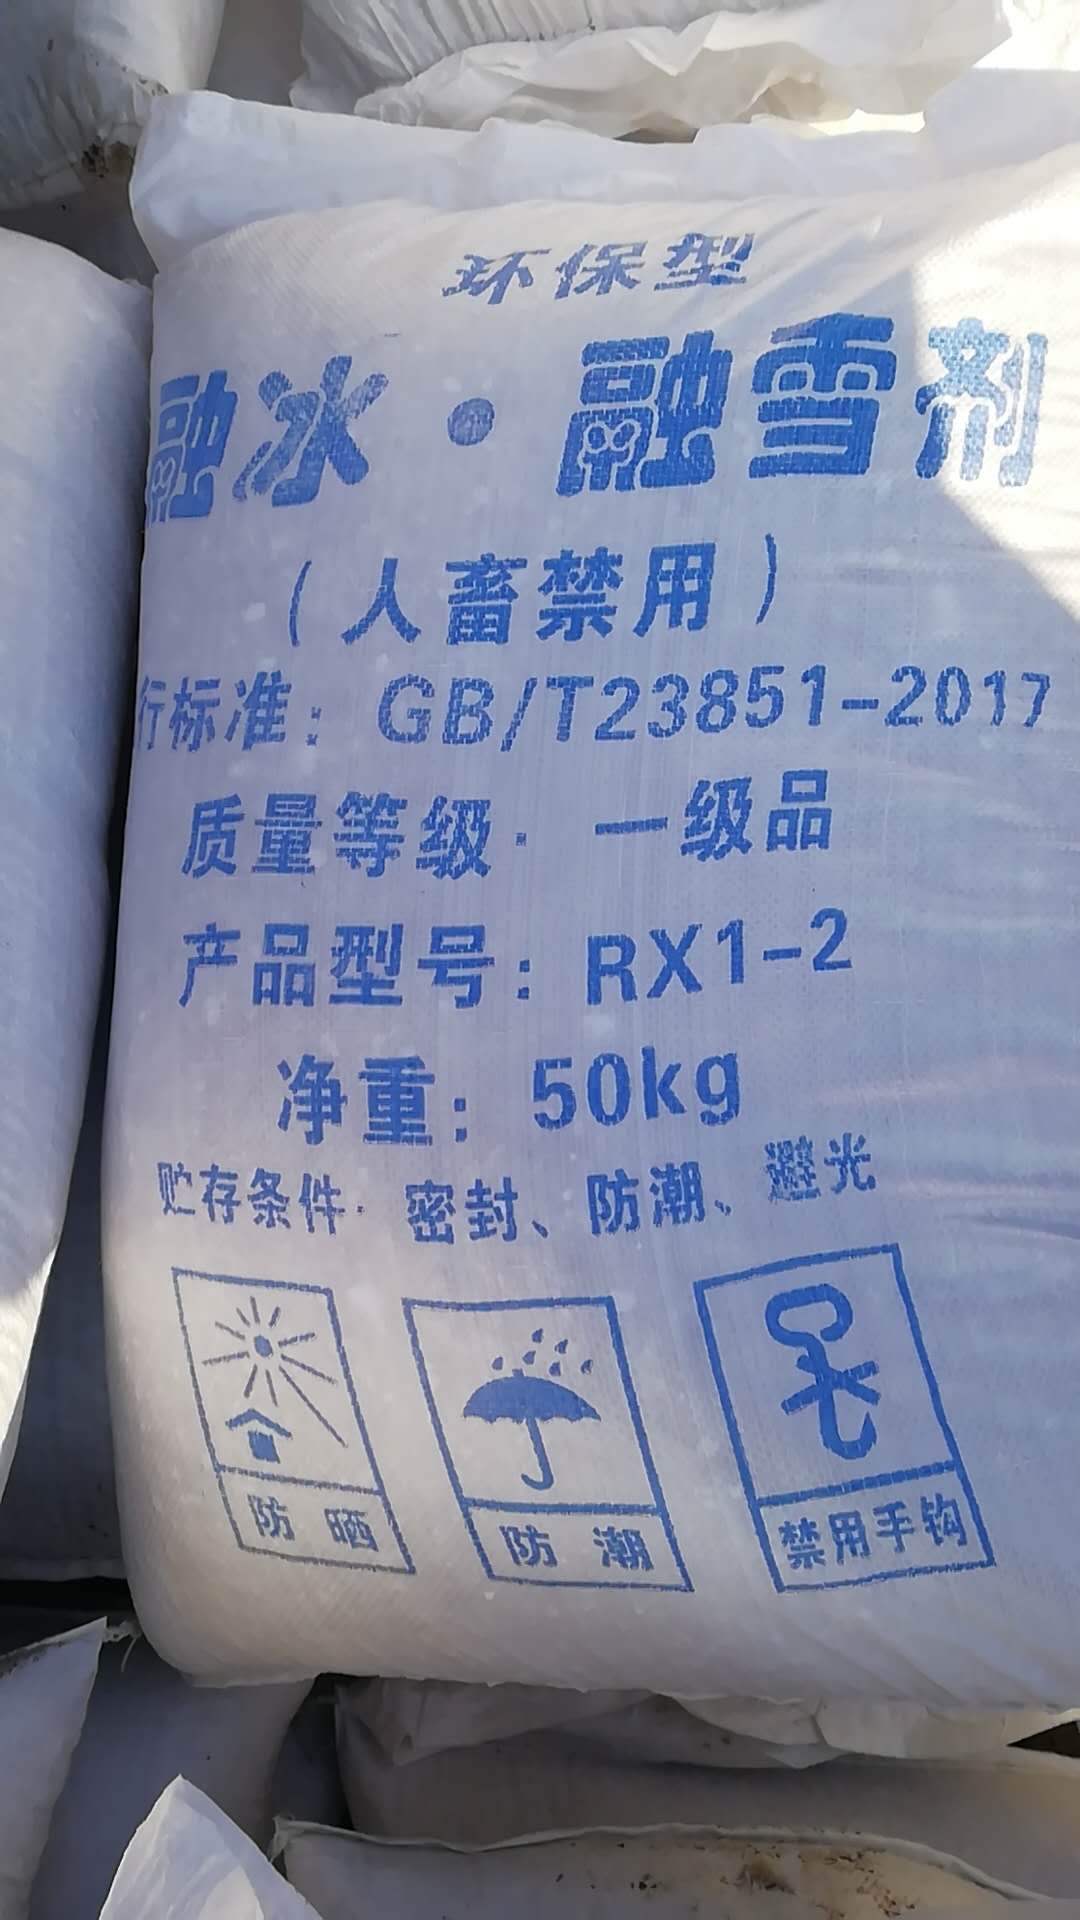 环保型
融冰·融雪剂
（人畜禁用）
行标准：GB/T23851-2017
质量等级：一级品
产品型号：RX1-2
净重：50kg
贮存条件：密封、防潮、避光
防晒
防潮
禁用手钩